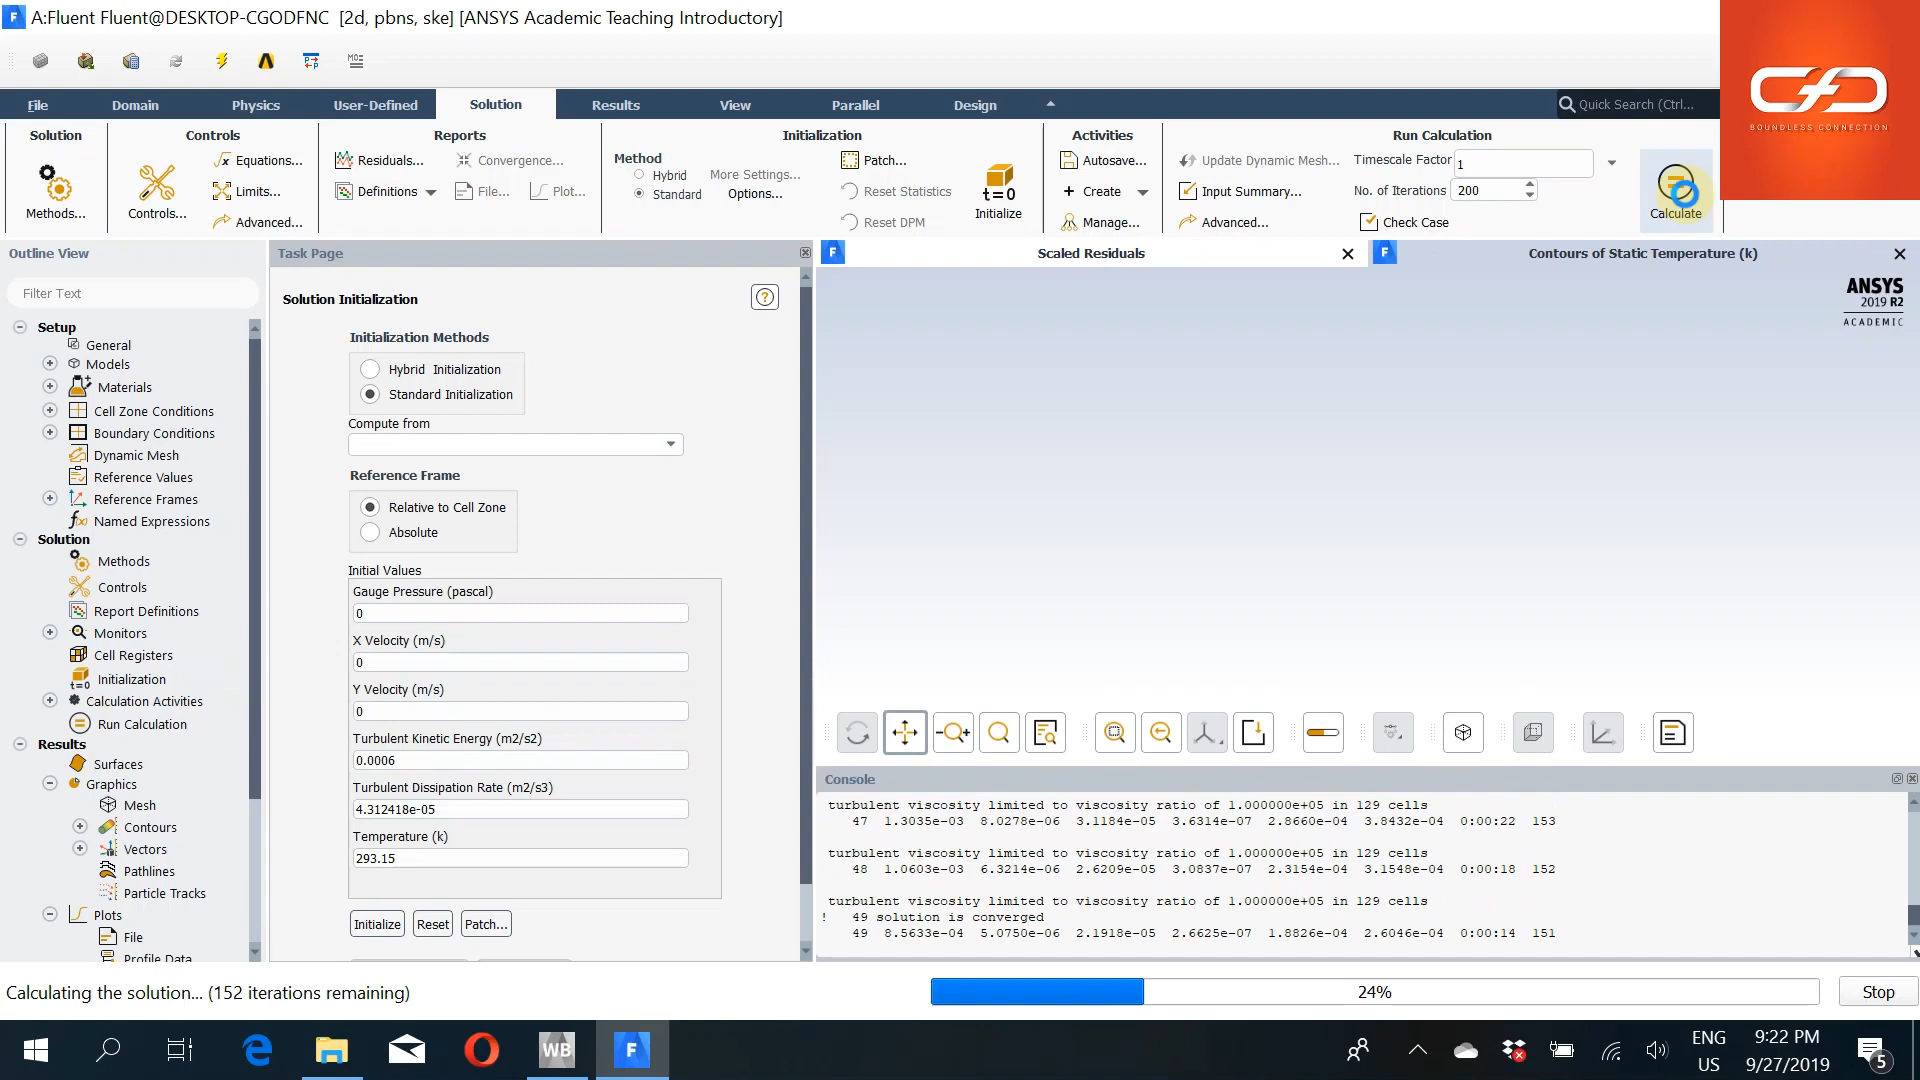 A:Fluent Fluent@DESKTOP-CGODFNC [2d, pbns, ske] [ANSYS Academic Teaching Introductory]
File Domain Physics User-Defined Solution Results View Parallel Design Quick Search (Ctrl...
BOUNDLESS CONNECTION
Solution
Methods...
Controls
Controls...
Equations...
Limits...
Advanced...
Reports
Residuals... Convergence...
Definitions File... Plot...
Initialization
Method
Hybrid More Settings...
Standard Options...
Patch...
Reset Statistics
Reset DPM
t=0
Initialize
Activities
Autosave...
Create
Manage...
Run Calculation
Update Dynamic Mesh... Timescale Factor 1
Input Summary... No. of Iterations 200
Advanced... Check Case
Calculate
Outline View
Filter Text
Setup
General
Models
Materials
Cell Zone Conditions
Boundary Conditions
Dynamic Mesh
Reference Values
Reference Frames
Named Expressions
Solution
Methods
Controls
Report Definitions
Monitors
Cell Registers
t=0 Initialization
Calculation Activities
Run Calculation
Results
Surfaces
Graphics
Mesh
Contours
Vectors
Pathlines
Particle Tracks
Plots
File
Profile Data
Task Page
Solution Initialization
Initialization Methods
Hybrid Initialization
Standard Initialization
Compute from
Reference Frame
Relative to Cell Zone
Absolute
Initial Values
Gauge Pressure (pascal)
0
X Velocity (m/s)
0
Y Velocity (m/s)
0
Turbulent Kinetic Energy (m2/s2)
0.0006
Turbulent Dissipation Rate (m2/s3)
4.312418e-05
Temperature (k)
293.15
Initialize Reset Patch...
Scaled Residuals
Contours of Static Temperature (k)
ANSYS
2019 R2
ACADEMIC
Console
turbulent viscosity limited to viscosity ratio of 1.000000e+05 in 129 cells
47 1.3035e-03 8.0278e-06 3.1184e-05 3.6314e-07 2.8660e-04 3.8432e-04 0:00:22 153
turbulent viscosity limited to viscosity ratio of 1.000000e+05 in 129 cells
48 1.0603e-03 6.3214e-06 2.6209e-05 3.0837e-07 2.3154e-04 3.1548e-04 0:00:18 152
turbulent viscosity limited to viscosity ratio of 1.000000e+05 in 129 cells
! 49 solution is converged
49 8.5633e-04 5.0750e-06 2.1918e-05 2.6625e-07 1.8826e-04 2.6046e-04 0:00:14 151
Calculating the solution... (152 iterations remaining)
24%
Stop
WB
ENG
US
9:22 PM
9/27/2019
5